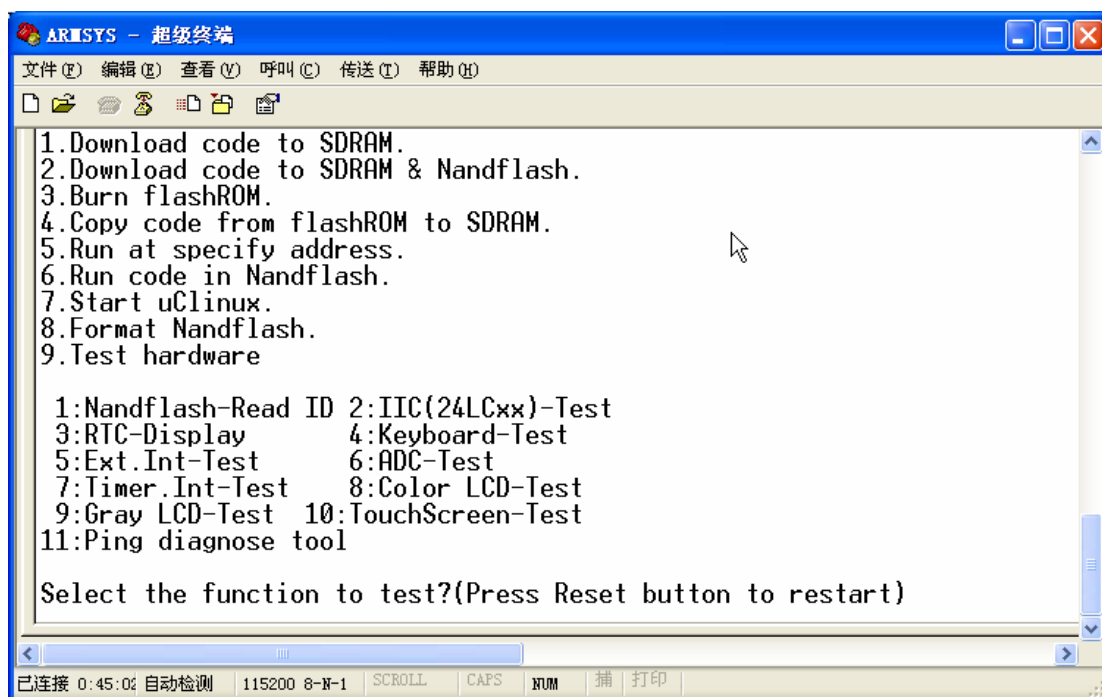 ARMSYS - 超级终端
文件(F) 编辑(E) 查看(V) 呼叫(C) 传送(T) 帮助(H)
1.Download code to SDRAM.
2.Download code to SDRAM & Nandflash.
3.Burn flashROM.
4.Copy code from flashROM to SDRAM.
5.Run at specify address.
6.Run code in Nandflash.
7.Start uClinux.
8.Format Nandflash.
9.Test hardware
1:Nandflash-Read ID 2:IIC(24LCxx)-Test
3:RTC-Display 4:Keyboard-Test
5:Ext.Int-Test 6:ADC-Test
7:Timer.Int-Test 8:Color LCD-Test
9:Gray LCD-Test 10:TouchScreen-Test
11:Ping diagnose tool
Select the function to test?(Press Reset button to restart)
已连接 0:45:02 自动检测 115200 8-N-1 SCROLL CAPS NUM 捕 打印